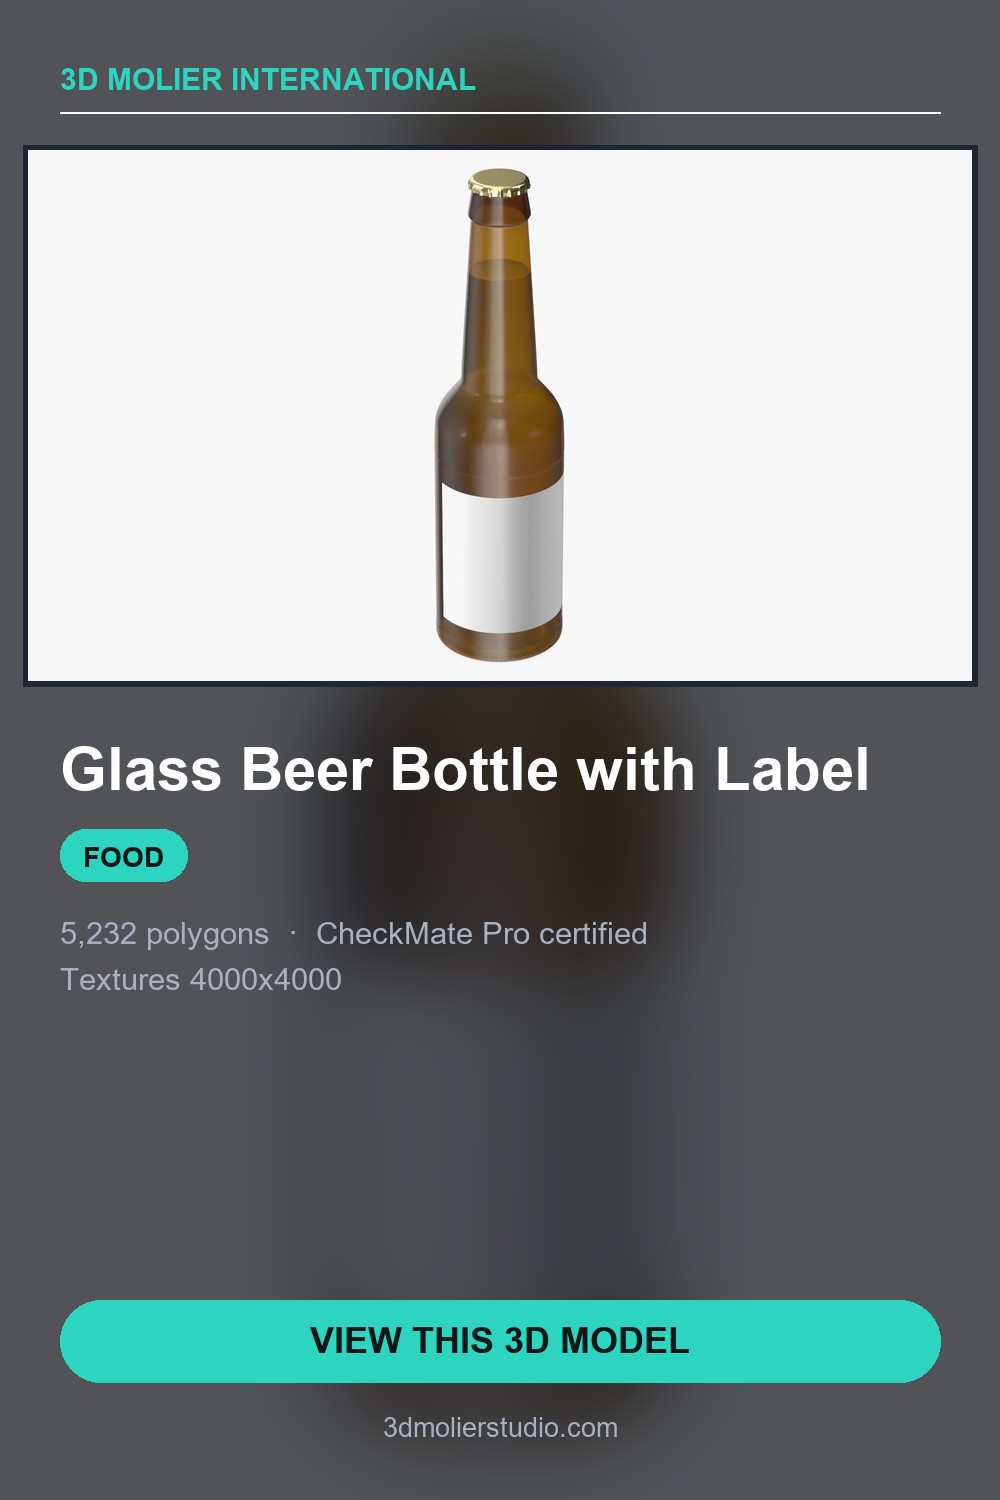 3D MOLIER INTERNATIONAL
Glass Beer Bottle with Label
FOOD
5,232 polygons · CheckMate Pro certified
Textures 4000x4000
VIEW THIS 3D MODEL
3dmolierstudio.com